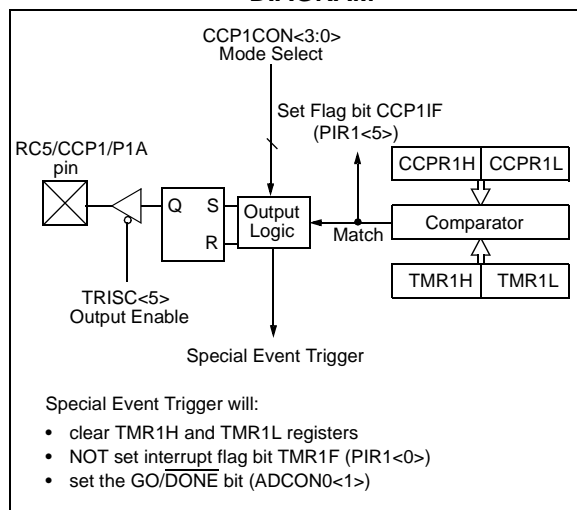 CCP1CON<3:0>
Mode Select
Set Flag bit CCP1IF
(PIR1<5>)
RC5/CCP1/P1A
pin
CCPR1H CCPR1L
Q S
R
Output
Logic
Match
Comparator
TRISC<5>
Output Enable
TMR1H TMR1L
Special Event Trigger
Special Event Trigger will:
• clear TMR1H and TMR1L registers
• NOT set interrupt flag bit TMR1F (PIR1<0>)
• set the GO/DONE bit (ADCON0<1>)